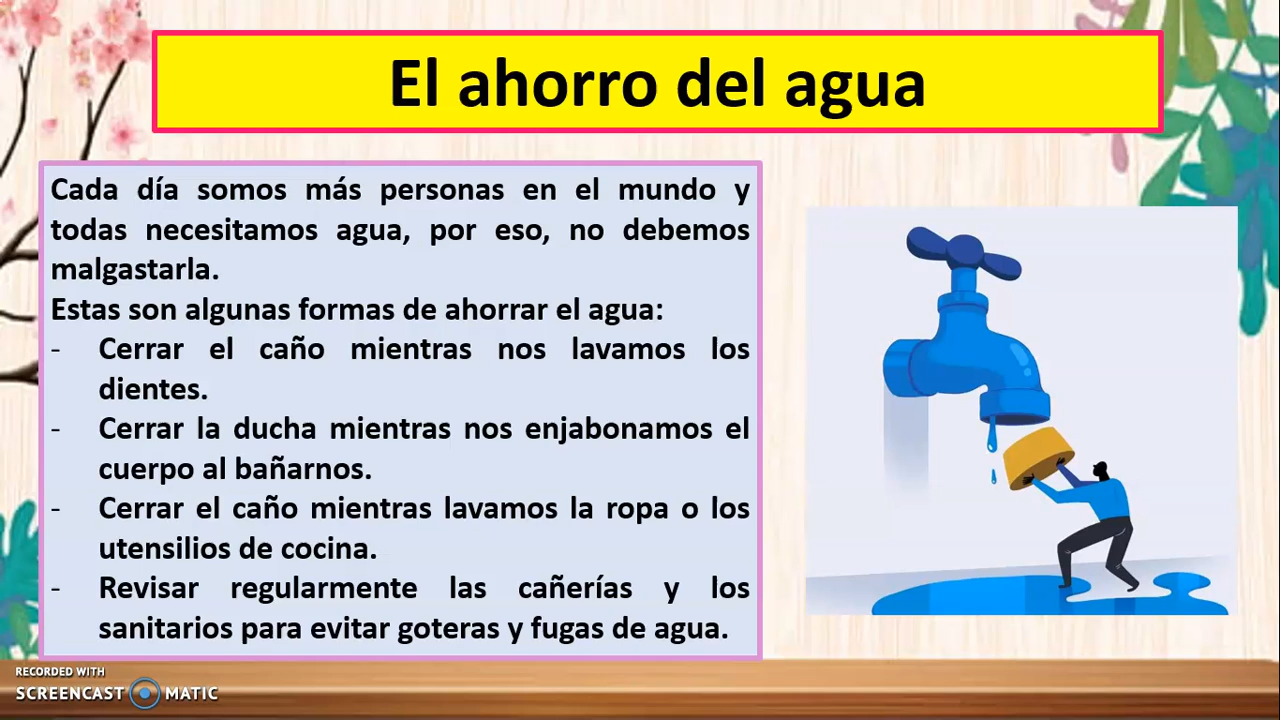 El ahorro del agua
Cada día somos más personas en el mundo y
todas necesitamos agua, por eso, no debemos
malgastarla.
Estas son algunas formas de ahorrar el agua:
- Cerrar el caño mientras nos lavamos los
dientes.
- Cerrar la ducha mientras nos enjabonamos el
cuerpo al bañarnos.
- Cerrar el caño mientras lavamos la ropa o los
utensilios de cocina.
- Revisar regularmente las cañerías y los
sanitarios para evitar goteras y fugas de agua.
RECORDED WITH
SCREENCAST MATIC